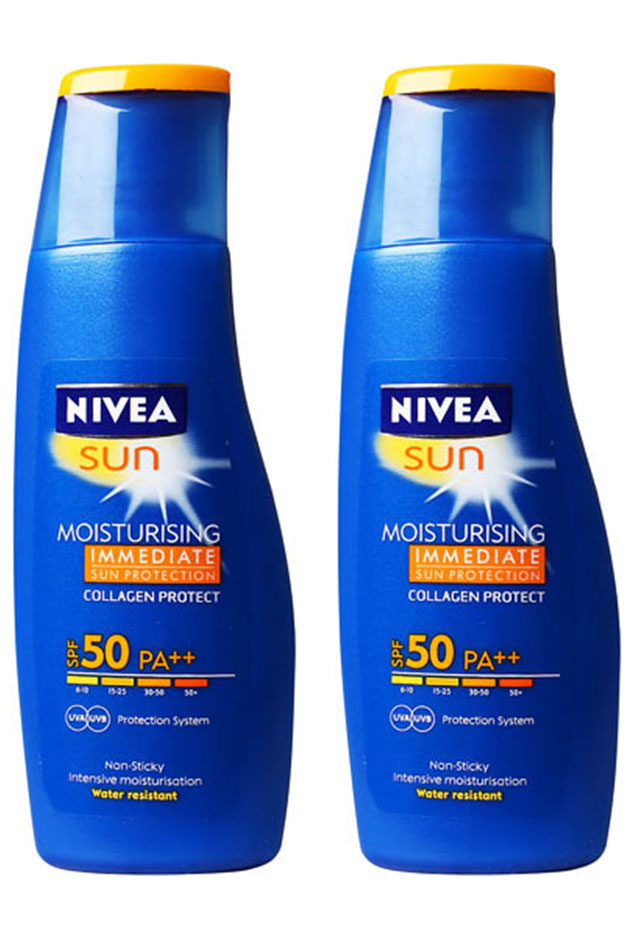 NIVEA
sun
MOISTURISING
IMMEDIATE
SUN PROTECTION
COLLAGEN PROTECT
SPF 50 PA++
6-10 15-25 30-50 50+
UVA UVB Protection System
Non-Sticky
Intensive moisturisation
Water resistant
NIVEA
sun
MOISTURISING
IMMEDIATE
SUN PROTECTION
COLLAGEN PROTECT
SPF 50 PA++
6-10 15-25 30-50 50+
UVA UVB Protection System
Non-Sticky
Intensive moisturisation
Water resistant